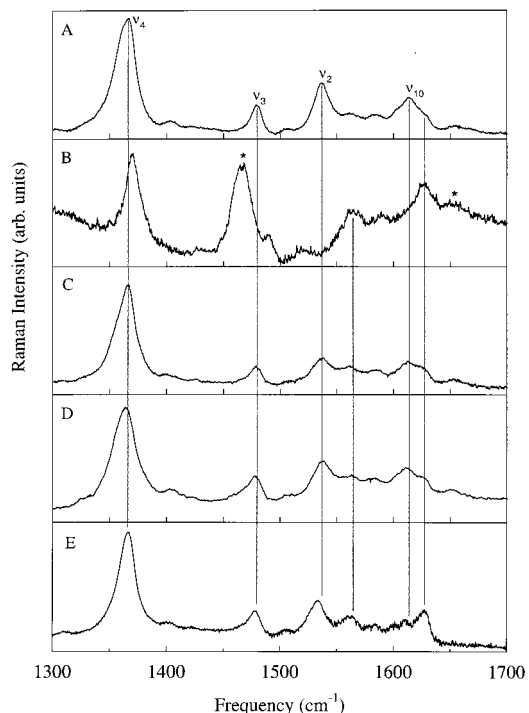 A
ν4
ν3
ν2
ν10
B
*
*
C
D
E
Raman Intensity (arb. units)
1300
1400
1500
1600
1700
Frequency (cm-1)